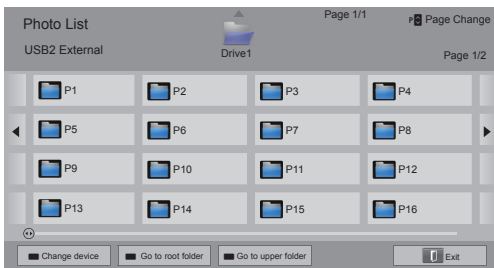 Photo List
Page 1/1
P Page Change
USB2 External
Drive1
Page 1/2
P1 P2 P3 P4
P5 P6 P7 P8
P9 P10 P11 P12
P13 P14 P15 P16
Change device Go to root folder Go to upper folder Exit